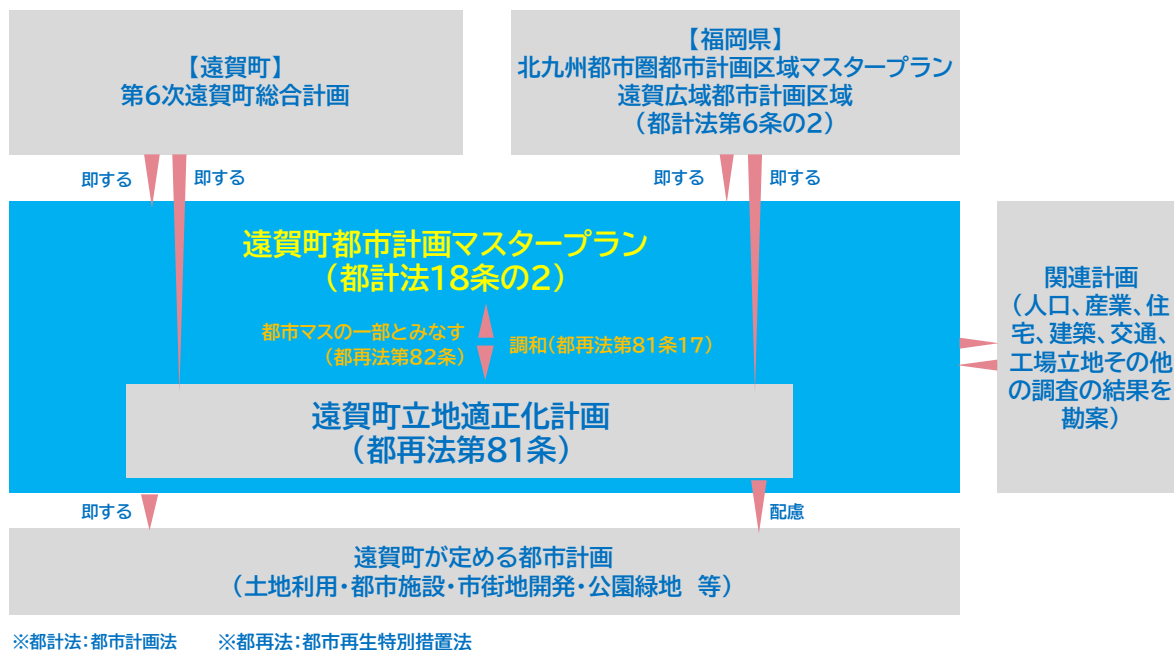 【遠賀町】
第6次遠賀町総合計画
【福岡県】
北九州都市圏都市計画区域マスタープラン
遠賀広域都市計画区域
（都計法第6条の2）
即する
即する
即する
即する
遠賀町都市計画マスタープラン
（都計法18条の2）
都市マスの一部とみなす
（都再法第82条）
調和（都再法第81条17）
遠賀町立地適正化計画
（都再法第81条）
関連計画
（人口、産業、住
宅、建築、交通、
工場立地その他
の調査の結果を
勘案）
即する
配慮
遠賀町が定める都市計画
（土地利用・都市施設・市街地開発・公園緑地　等）
※都計法：都市計画法　※都再法：都市再生特別措置法